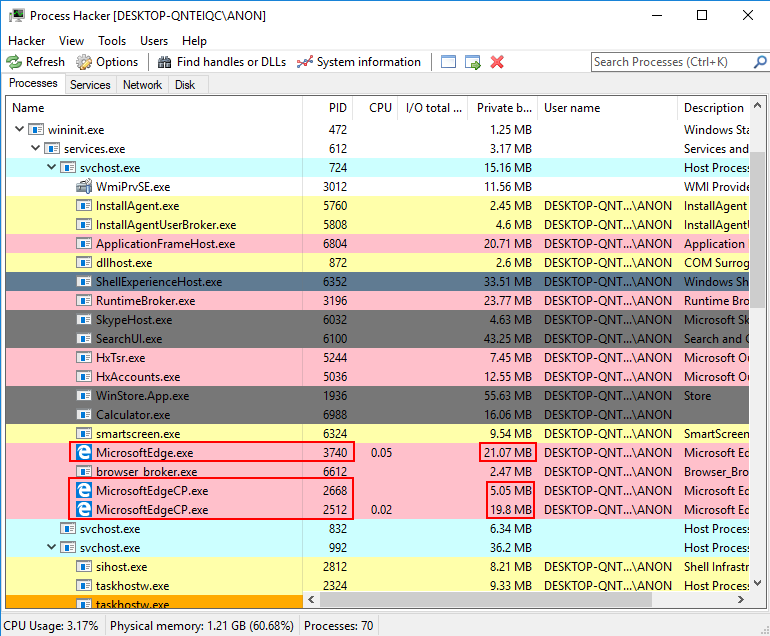 Process Hacker [DESKTOP-QNTEIQC\ANON]
Hacker View Tools Users Help
Refresh Options Find handles or DLLs System information Search Processes (Ctrl+K)
Processes Services Network Disk
Name PID CPU I/O total ... Private b... User name Description
wininit.exe 472 1.25 MB Windows Sta
services.exe 612 3.17 MB Services and
svchost.exe 724 15.16 MB Host Process
WmiPrvSE.exe 3012 11.56 MB WMI Provide
InstallAgent.exe 5760 2.45 MB DESKTOP-QNT...\ANON InstallAgent
InstallAgentUserBroker.exe 5808 4.6 MB DESKTOP-QNT...\ANON InstallAgentU
ApplicationFrameHost.exe 6804 20.71 MB DESKTOP-QNT...\ANON Application
dllhost.exe 872 2.6 MB DESKTOP-QNT...\ANON COM Surrog
ShellExperienceHost.exe 6352 33.51 MB DESKTOP-QNT...\ANON Windows Sh
RuntimeBroker.exe 3196 23.77 MB DESKTOP-QNT...\ANON Runtime Bro
SkypeHost.exe 6032 4.63 MB DESKTOP-QNT...\ANON Microsoft Sk
SearchUI.exe 6100 43.25 MB DESKTOP-QNT...\ANON Search and C
HxTsr.exe 5244 7.45 MB DESKTOP-QNT...\ANON Microsoft Ou
HxAccounts.exe 5036 12.55 MB DESKTOP-QNT...\ANON Microsoft Ou
WinStore.App.exe 1936 55.63 MB DESKTOP-QNT...\ANON Store
Calculator.exe 6988 16.06 MB DESKTOP-QNT...\ANON
smartscreen.exe 6324 9.54 MB DESKTOP-QNT...\ANON SmartScreen
MicrosoftEdge.exe 3740 0.05 21.07 MB DESKTOP-QNT...\ANON Microsoft Ed
browser_broker.exe 6612 2.47 MB DESKTOP-QNT...\ANON Browser_Bro
MicrosoftEdgeCP.exe 2668 5.05 MB DESKTOP-QNT...\ANON Microsoft Ed
MicrosoftEdgeCP.exe 2512 0.02 19.8 MB DESKTOP-QNT...\ANON Microsoft Ed
svchost.exe 832 6.34 MB Host Process
svchost.exe 992 36.2 MB Host Process
sihost.exe 2812 8.21 MB DESKTOP-QNT...\ANON Shell Infrastr
taskhostw.exe 2324 9.33 MB DESKTOP-QNT...\ANON Host Process
taskhostw.exe
CPU Usage: 3.17% Physical memory: 1.21 GB (60.68%) Processes: 70